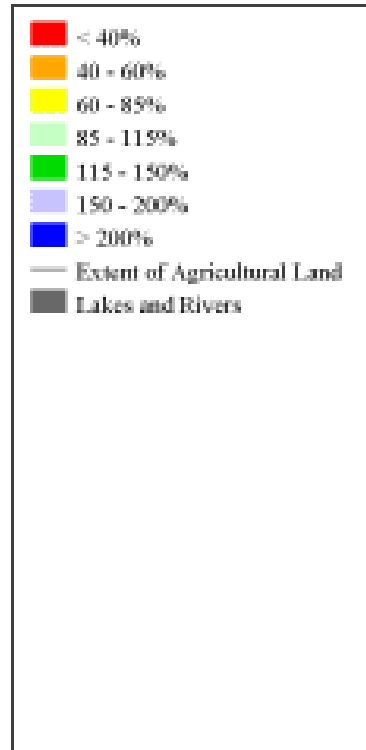 < 40%
40 - 60%
60 - 85%
85 - 115%
115 - 150%
150 - 200%
> 200%
Extent of Agricultural Land
Lakes and Rivers